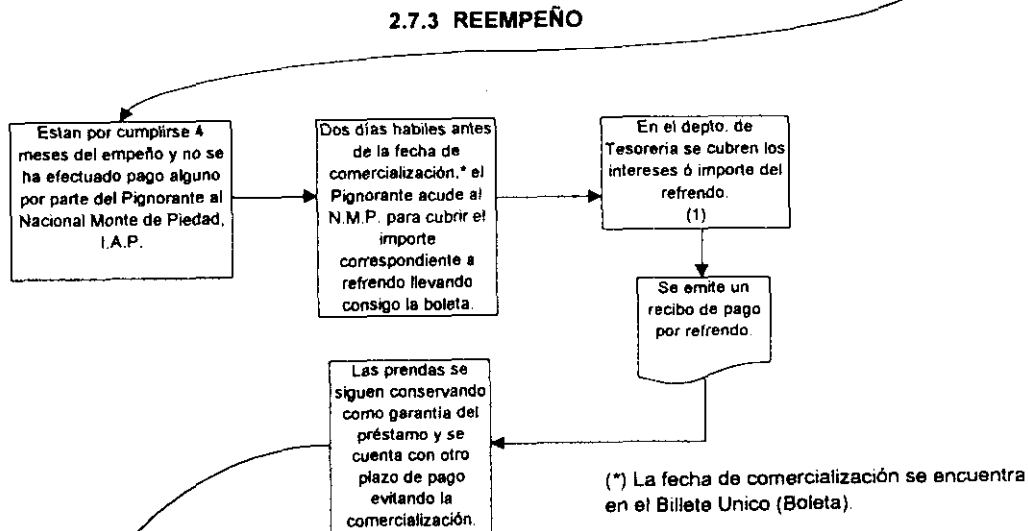 2.7.3 REEMPEÑO
Estan por cumplirse 4
meses del empeño y no se
ha efectuado pago alguno
por parte del Pignorante al
Nacional Monte de Piedad,
I.A.P.
Dos días habiles antes
de la fecha de
comercialización,* el
Pignorante acude al
N.M.P. para cubrir el
importe
correspondiente a
refrendo llevando
consigo la boleta.
En el depto. de
Tesoreria se cubren los
intereses ó importe del
refrendo.
(1)
Se emite un
recibo de pago
por refrendo.
Las prendas se
siguen conservando
como garantía del
préstamo y se
cuenta con otro
plazo de pago
evitando la
comercialización.
(*) La fecha de comercialización se encuentra
en el Billete Unico (Boleta).